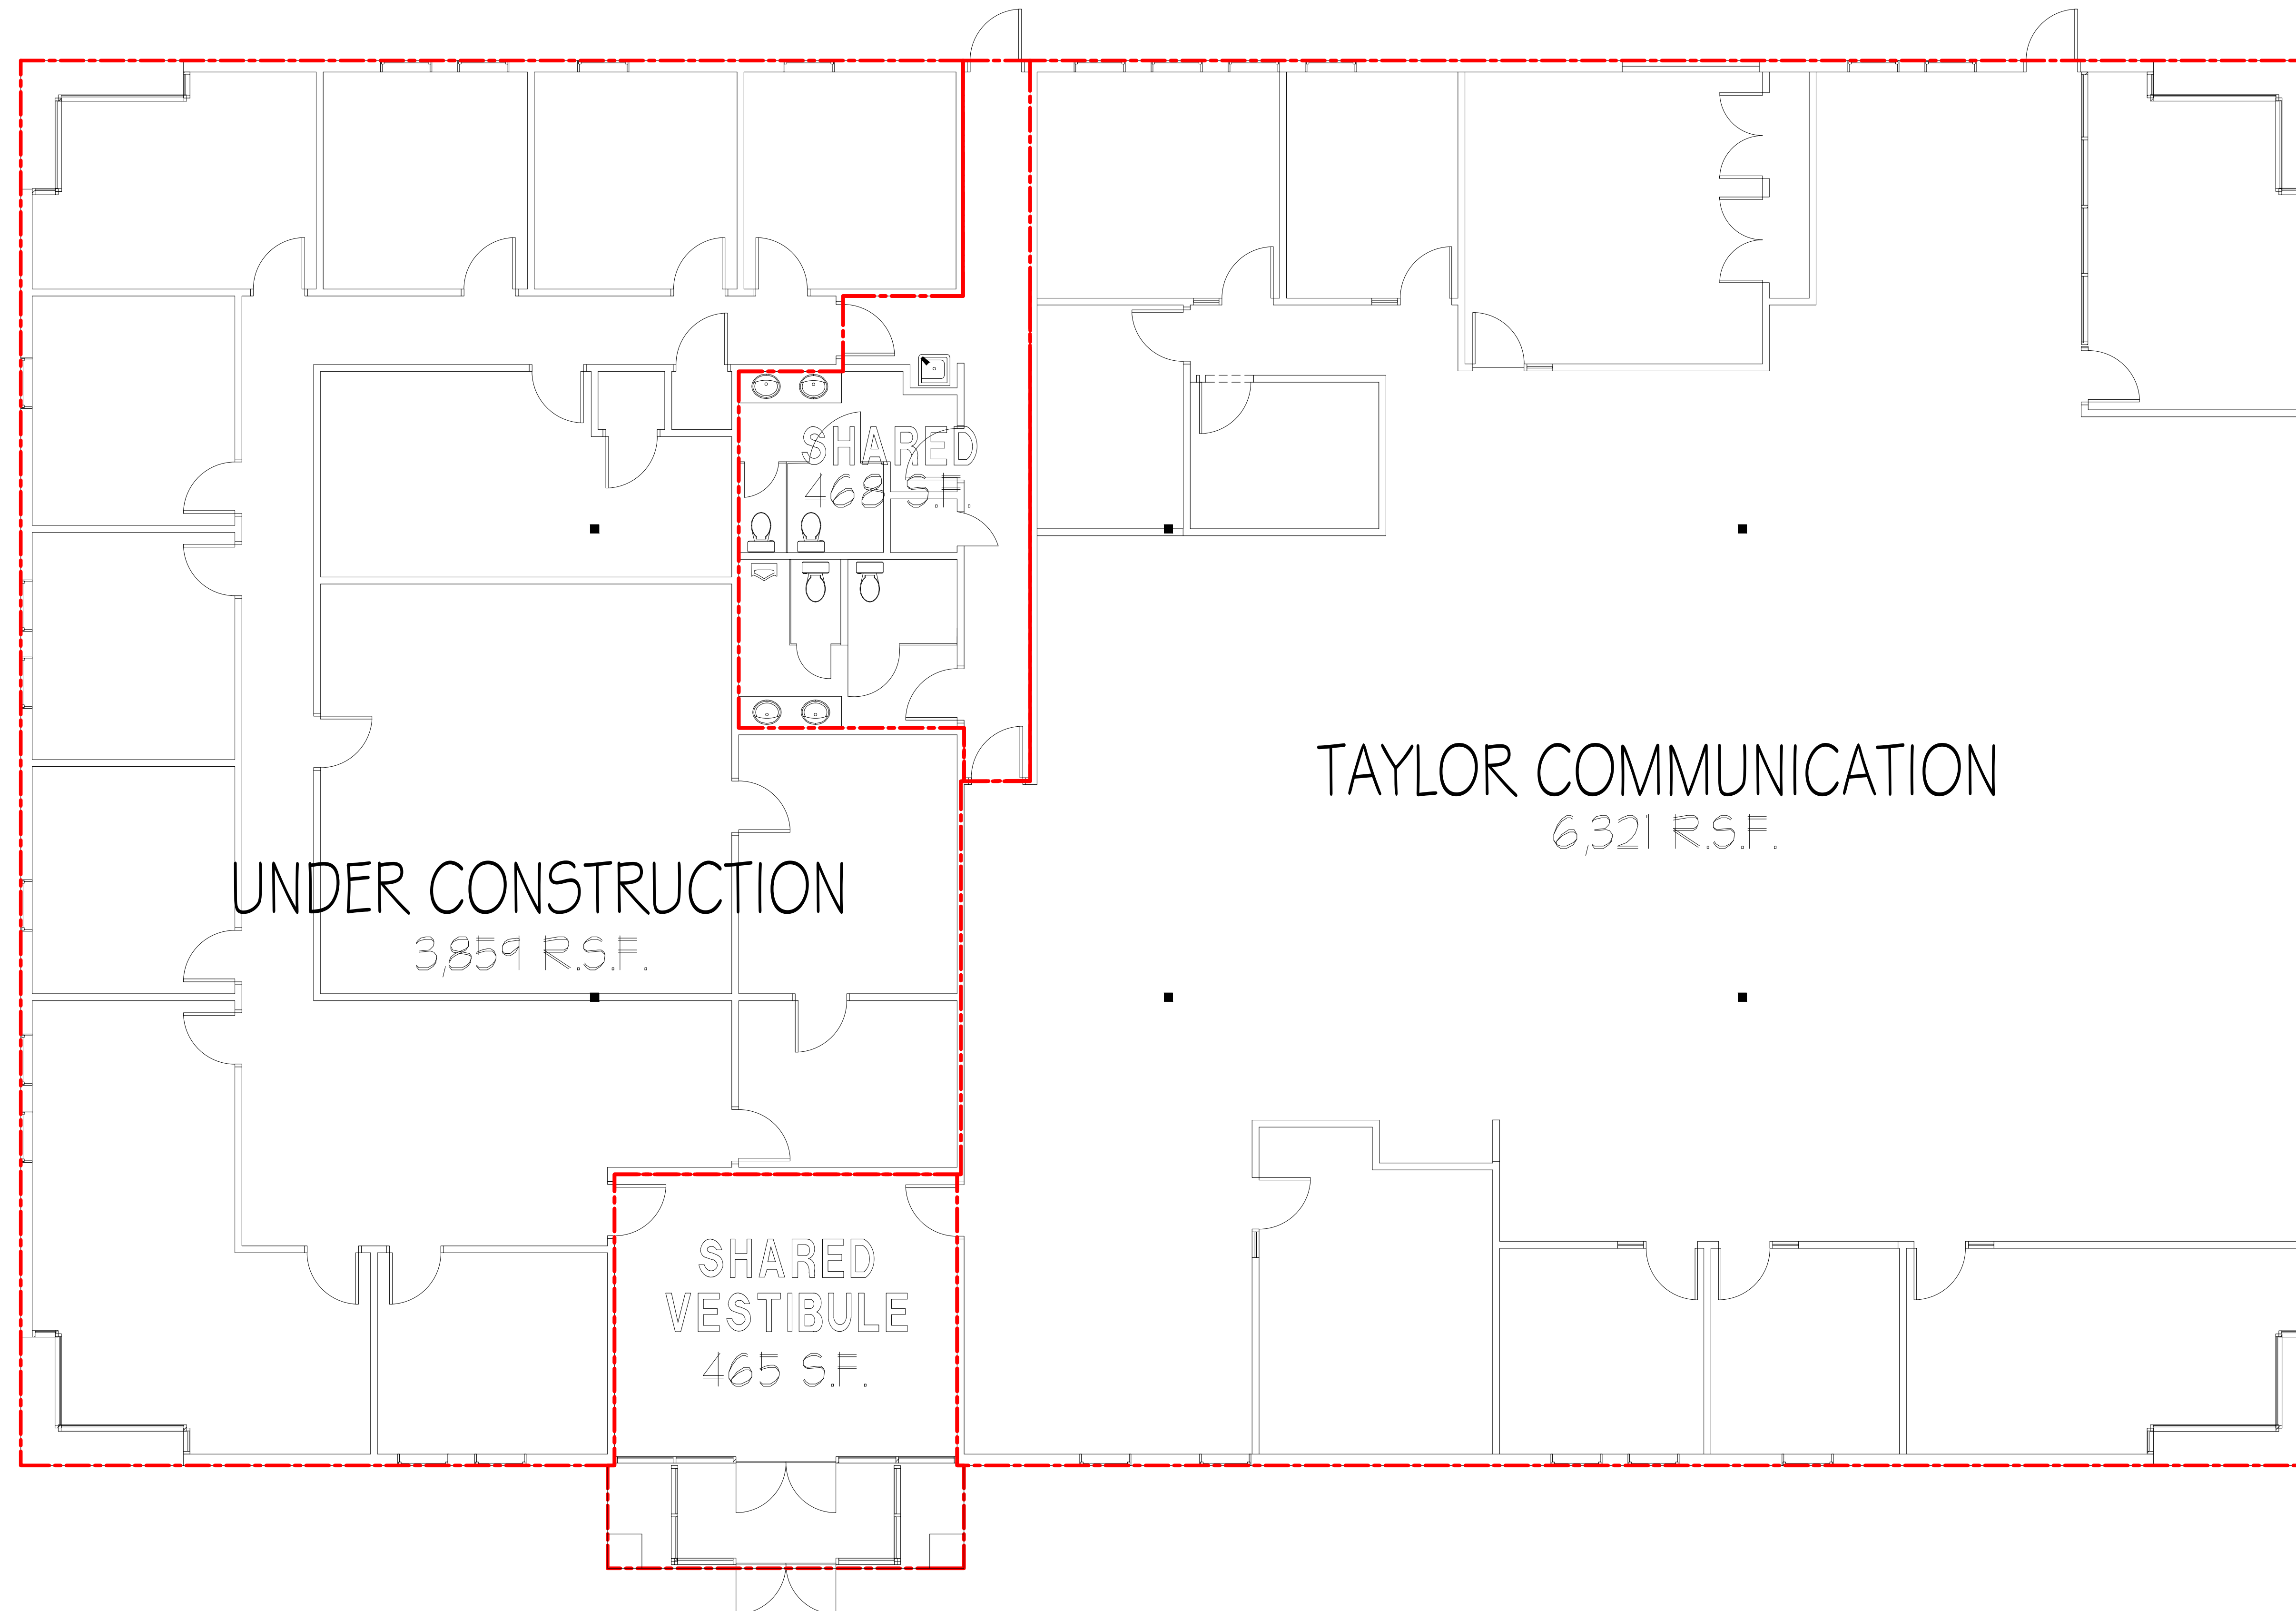 SHARED
468 S.F.
TAYLOR COMMUNICATION
6,321 R.S.F.
UNDER CONSTRUCTION
3,859 R.S.F.
SHARED
VESTIBULE
465 S.F.